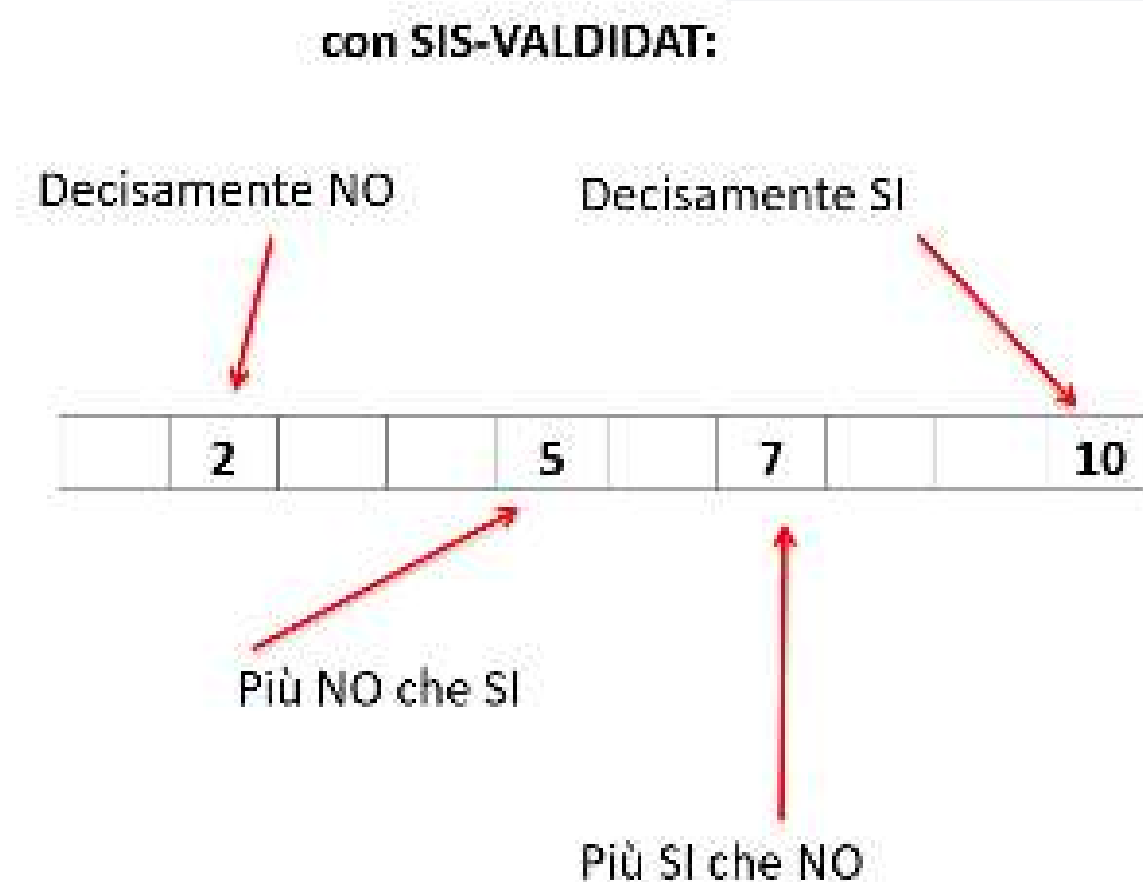 con SIS-VALDIDAT:
Decisamente NO
Decisamente SI
2 5 7 10
Più NO che SI
Più SI che NO